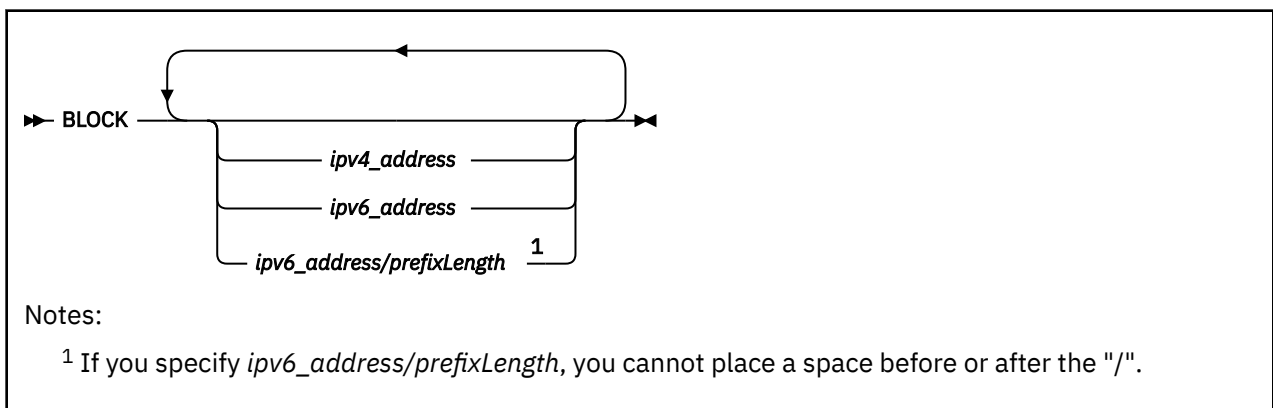 BLOCK
ipv4_address
ipv6_address
ipv6_address/prefixLength 1
Notes:
1 If you specify ipv6_address/prefixLength, you cannot place a space before or after the "/".